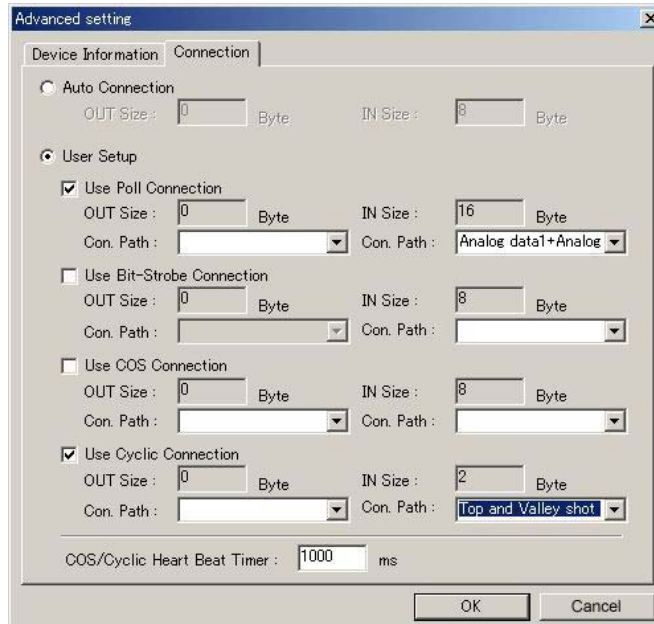 Advanced setting
Device Information Connection
Auto Connection
OUT Size : 0 Byte IN Size : 8 Byte
User Setup
Use Poll Connection
OUT Size : 0 Byte IN Size : 16 Byte
Con. Path : Con. Path : Analog data1+Analog
Use Bit-Strobe Connection
OUT Size : 0 Byte IN Size : 8 Byte
Con. Path : Con. Path :
Use COS Connection
OUT Size : 0 Byte IN Size : 8 Byte
Con. Path : Con. Path :
Use Cyclic Connection
OUT Size : 0 Byte IN Size : 2 Byte
Con. Path : Con. Path : Top and Valley shot
COS/Cyclic Heart Beat Timer : 1000 ms
OK Cancel